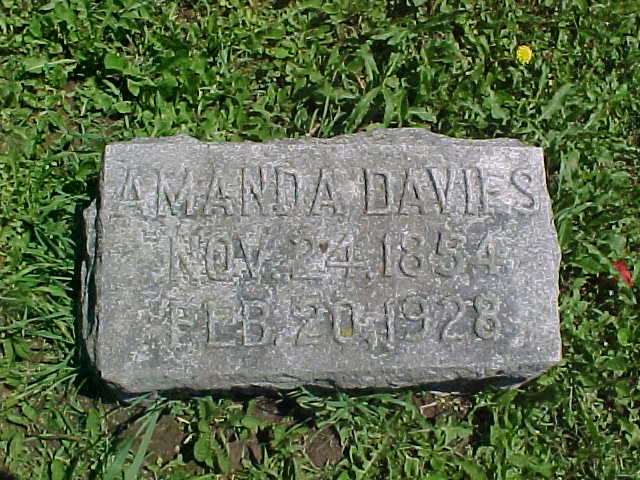 AMANDA DAVIES
NOV. 24, 1854
FEB. 20, 1928